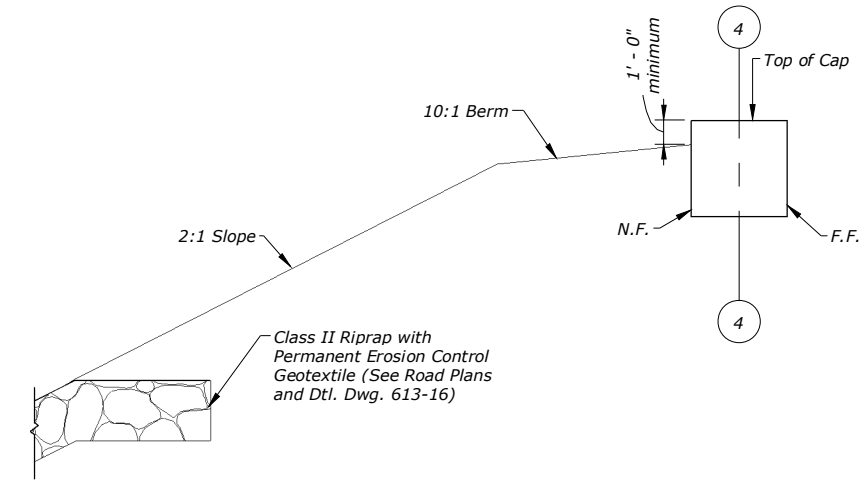 4
1' - 0"
minimum
Top of Cap
10:1 Berm
2:1 Slope
N.F.
F.F.
4
Class II Riprap with
Permanent Erosion Control
Geotextile (See Road Plans
and Dtl. Dwg. 613-16)